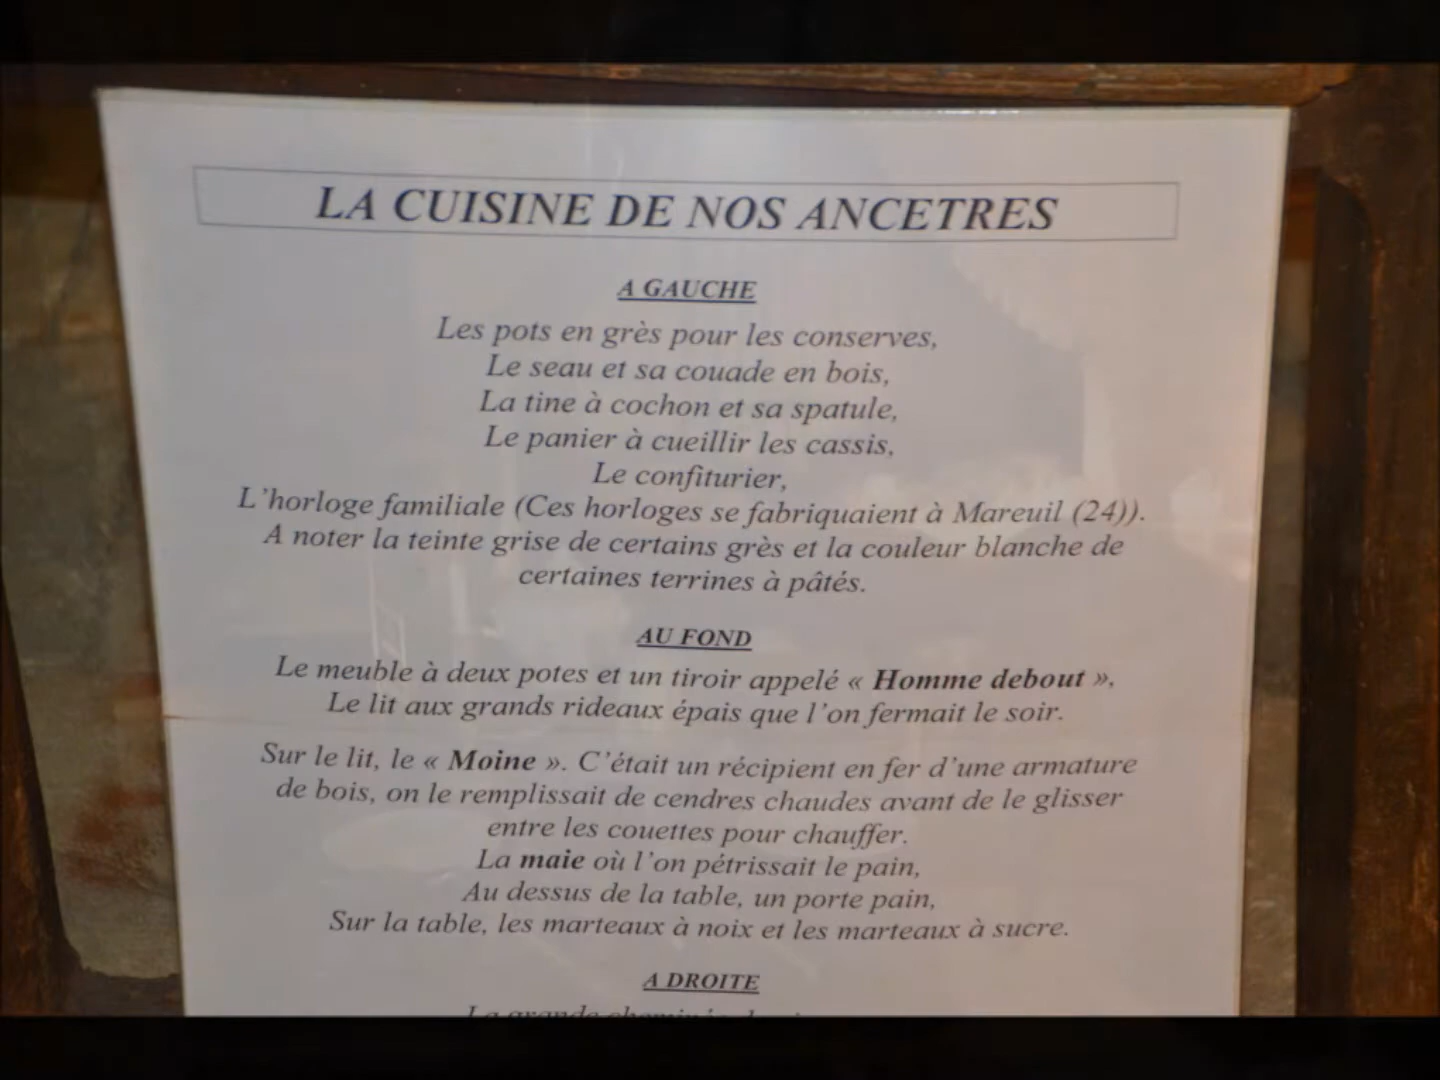 LA CUISINE DE NOS ANCETRES
A GAUCHE
Les pots en grès pour les conserves,
Le seau et sa couade en bois,
La tine à cochon et sa spatule,
Le panier à cueillir les cassis,
Le confiturier,
L'horloge familiale (Ces horloges se fabriquaient à Mareuil (24)).
A noter la teinte grise de certains grès et la couleur blanche de
certaines terrines à pâtés.
AU FOND
Le meuble à deux potes et un tiroir appelé « Homme debout »,
Le lit aux grands rideaux épais que l'on fermait le soir.
Sur le lit, le « Moine ». C'était un récipient en fer d'une armature
de bois, on le remplissait de cendres chaudes avant de le glisser
entre les couettes pour chauffer.
La maie où l'on pétrissait le pain,
Au dessus de la table, un porte pain,
Sur la table, les marteaux à noix et les marteaux à sucre.
A DROITE
La grande cheminée